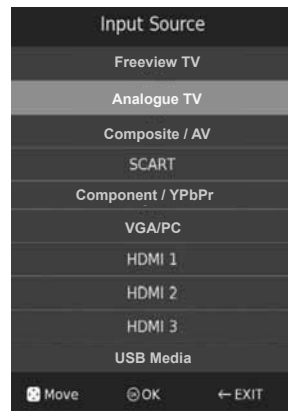 Input Source
Freeview TV
Analogue TV
Composite / AV
SCART
Component / YPbPr
VGA/PC
HDMI 1
HDMI 2
HDMI 3
USB Media
Move OK ← EXIT